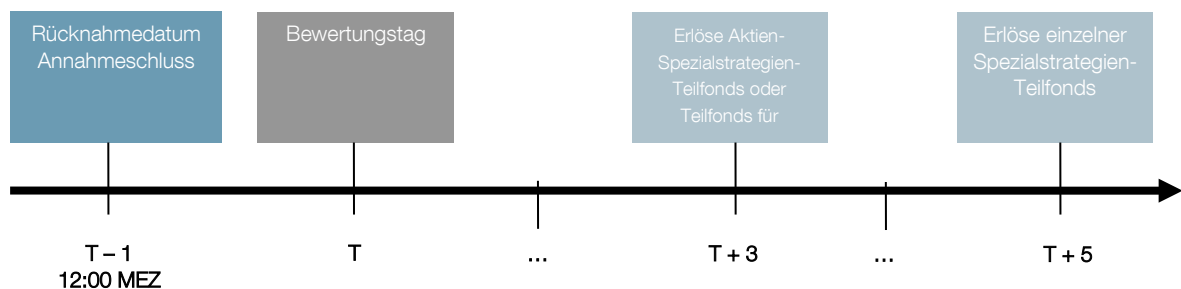 Rücknahmedatum
Annahmeschluss
Bewertungstag
Erlöse Aktien-
Spezialstrategien-
Teilfonds oder
Teilfonds für
Erlöse einzelner
Spezialstrategien-
Teilfonds
T – 1
12:00 MEZ
T
...
T + 3
...
T + 5